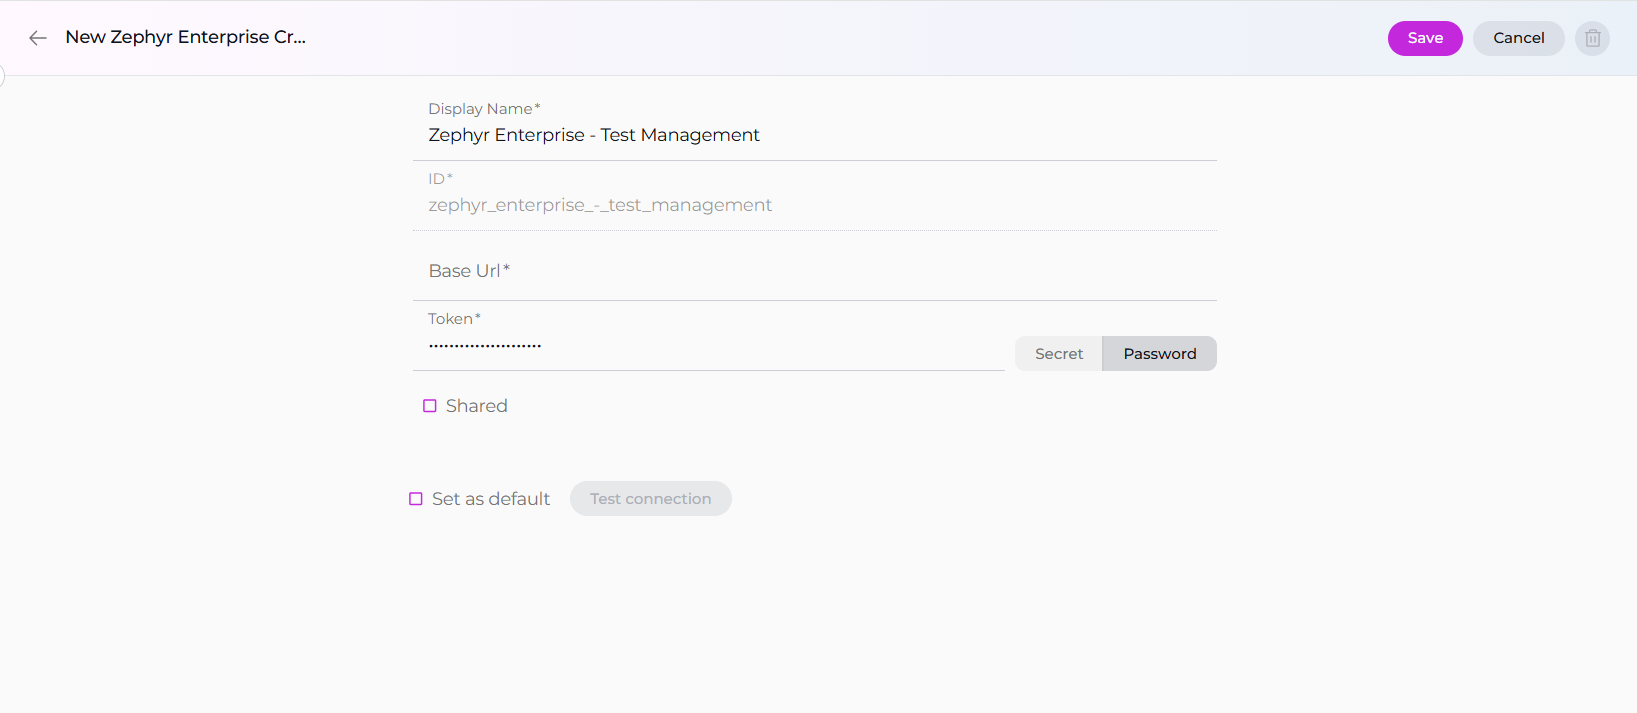 New Zephyr Enterprise Cr...
Save
Cancel
Display Name*
Zephyr Enterprise - Test Management
ID*
zephyr_enterprise_-_test_management
Base Url*
Token*
······················
Secret
Password
Shared
Set as default
Test connection